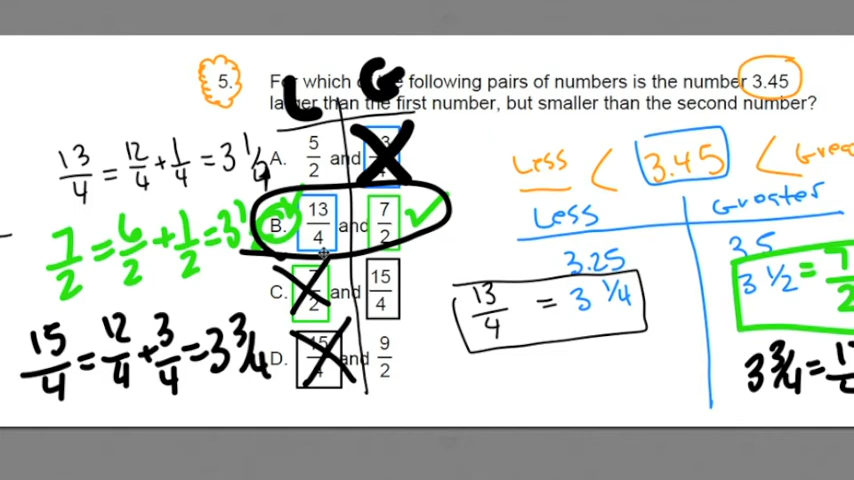 5. For which of the following pairs of numbers is the number 3.45
larger than the first number, but smaller than the second number?
L G
A. 5/2 and
B. 13/4 and 7/2
C. and 15/4
D. and 9/2
13/4 = 12/4 + 1/4 = 3 1/4
7/2 = 6/2 + 1/2 = 3
15/4 = 12/4 + 3/4 = 3 3/4
Less < 3.45 <
Less Greater
3.25 3.5
13/4 = 3 1/4 3 1/2 =
3 3/4 =